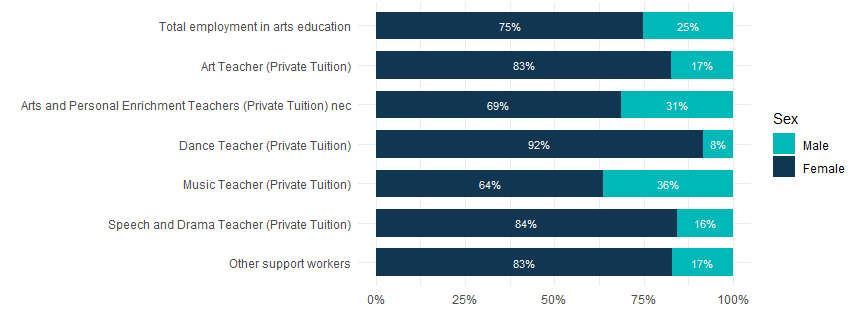 Total employment in arts education 75% 25%
Art Teacher (Private Tuition) 83% 17%
Arts and Personal Enrichment Teachers (Private Tuition) nec 69% 31%
Dance Teacher (Private Tuition) 92% 8%
Music Teacher (Private Tuition) 64% 36%
Speech and Drama Teacher (Private Tuition) 84% 16%
Other support workers 83% 17%
0% 25% 50% 75% 100%
Sex
Male
Female